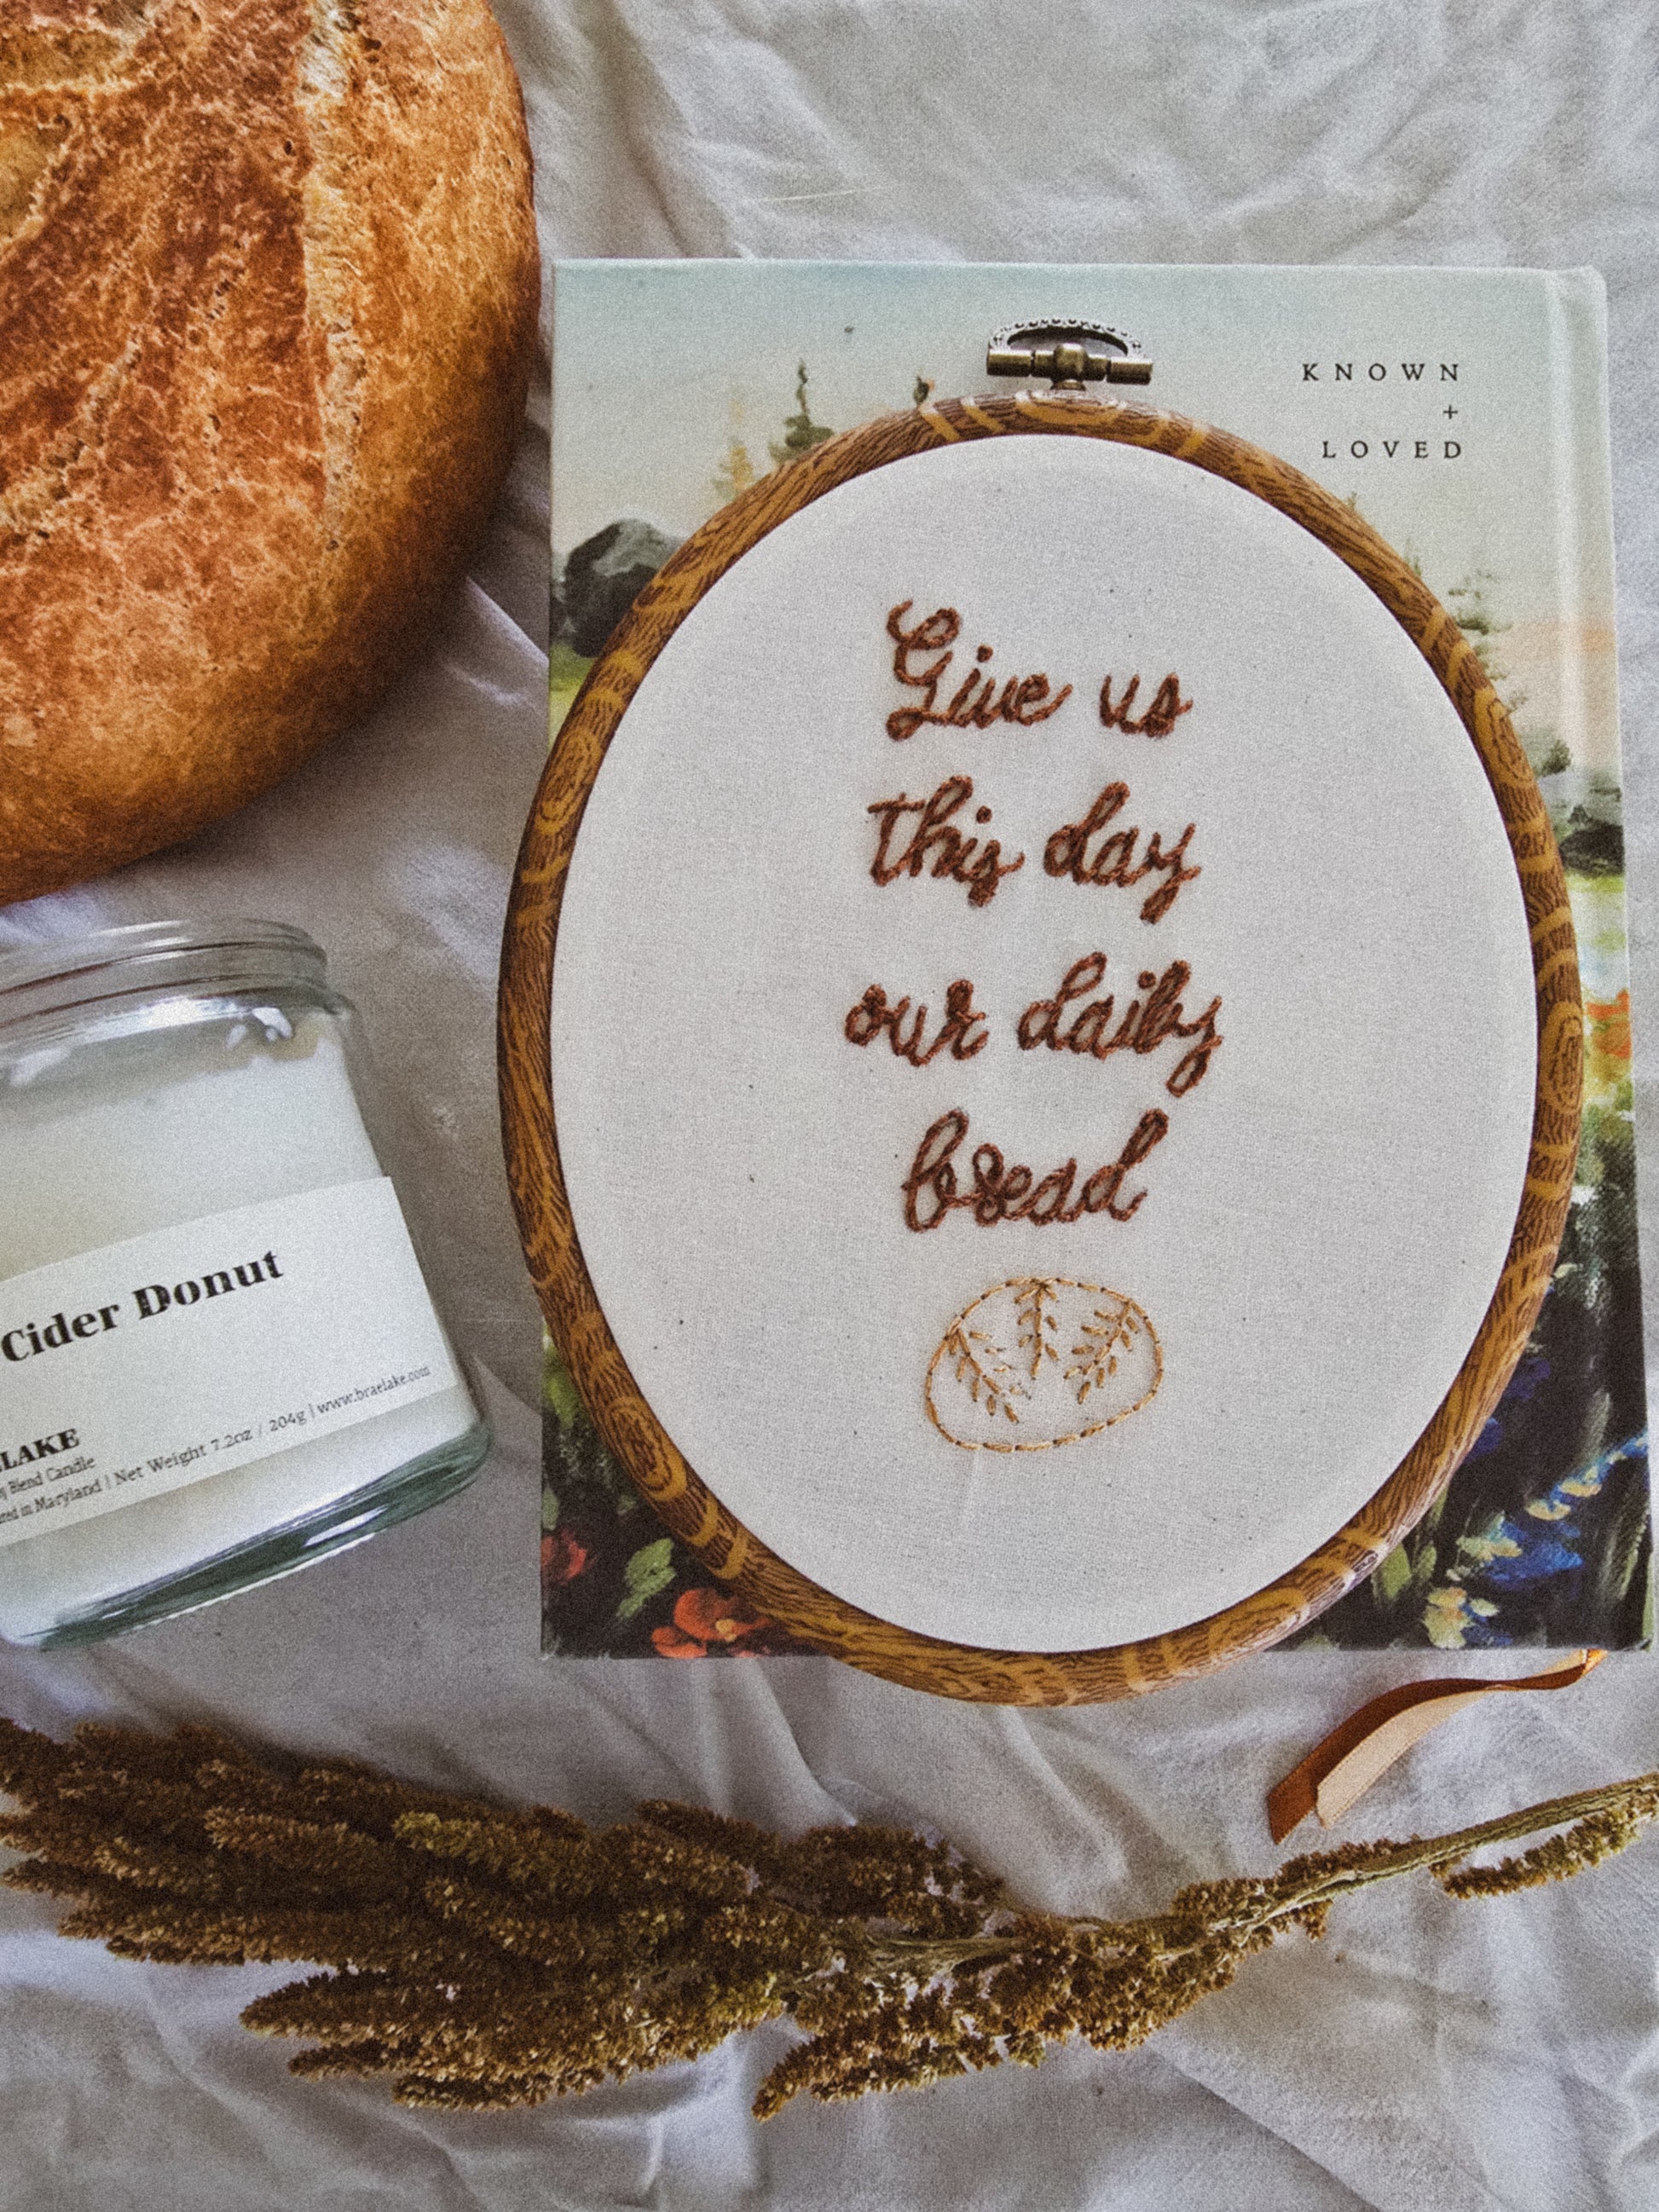 KNOWN
+
LOVED
Give us
this day
our daily
bread
Cider Donut
LAKE
Blend Candle
in Maryland | Net Weight 7.2oz / 204g | www.braelake.com